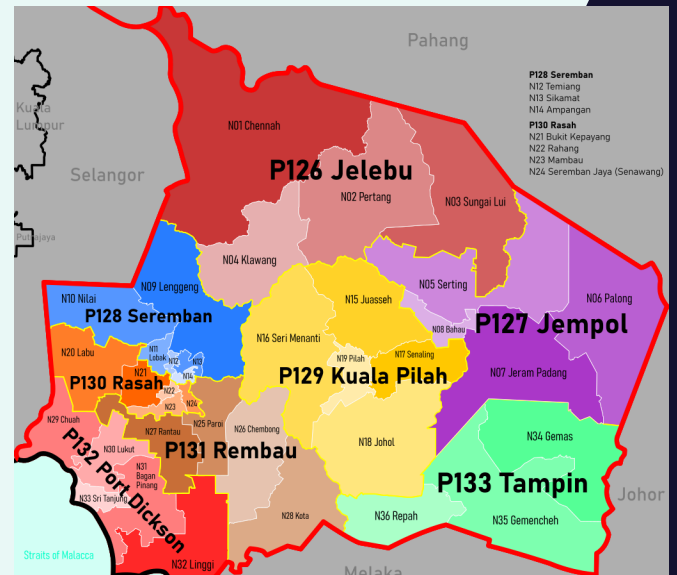 Pahang
P128 Seremban
N12 Temiang
N13 Sikamat
N14 Ampangan
P130 Rasah
N21 Bukit Kepayang
N22 Rahang
N23 Mambau
N24 Seremban Jaya (Senawang)
Kuala
Lumpur
Selangor
Putrajaya
N01 Chennah
P126 Jelebu
N02 Pertang
N03 Sungai Lui
N04 Klawang
N09 Lenggeng
N10 Nilai
P128 Seremban
N11
Lobak
N12
N13
N14
N05 Serting
N06 Palong
N08 Bahau
P127 Jempol
N07 Jeram Padang
N15 Juasseh
N16 Seri Menanti
N17 Senaling
N19 Pilah
P129 Kuala Pilah
N18 Johol
N20 Labu
P130 Rasah
N21
N22
N23
N24
N25 Paroi
N26 Chembong
N27 Rantau
P131 Rembau
N28 Kota
N29 Chuah
N30 Lukut
P132 Port Dickson
N31
Bagan
Pinang
N33 Sri Tanjung
N32 Linggi
N34 Gemas
P133 Tampin
N35 Gemencheh
N36 Repah
Johor
Melaka
Straits of Malacca